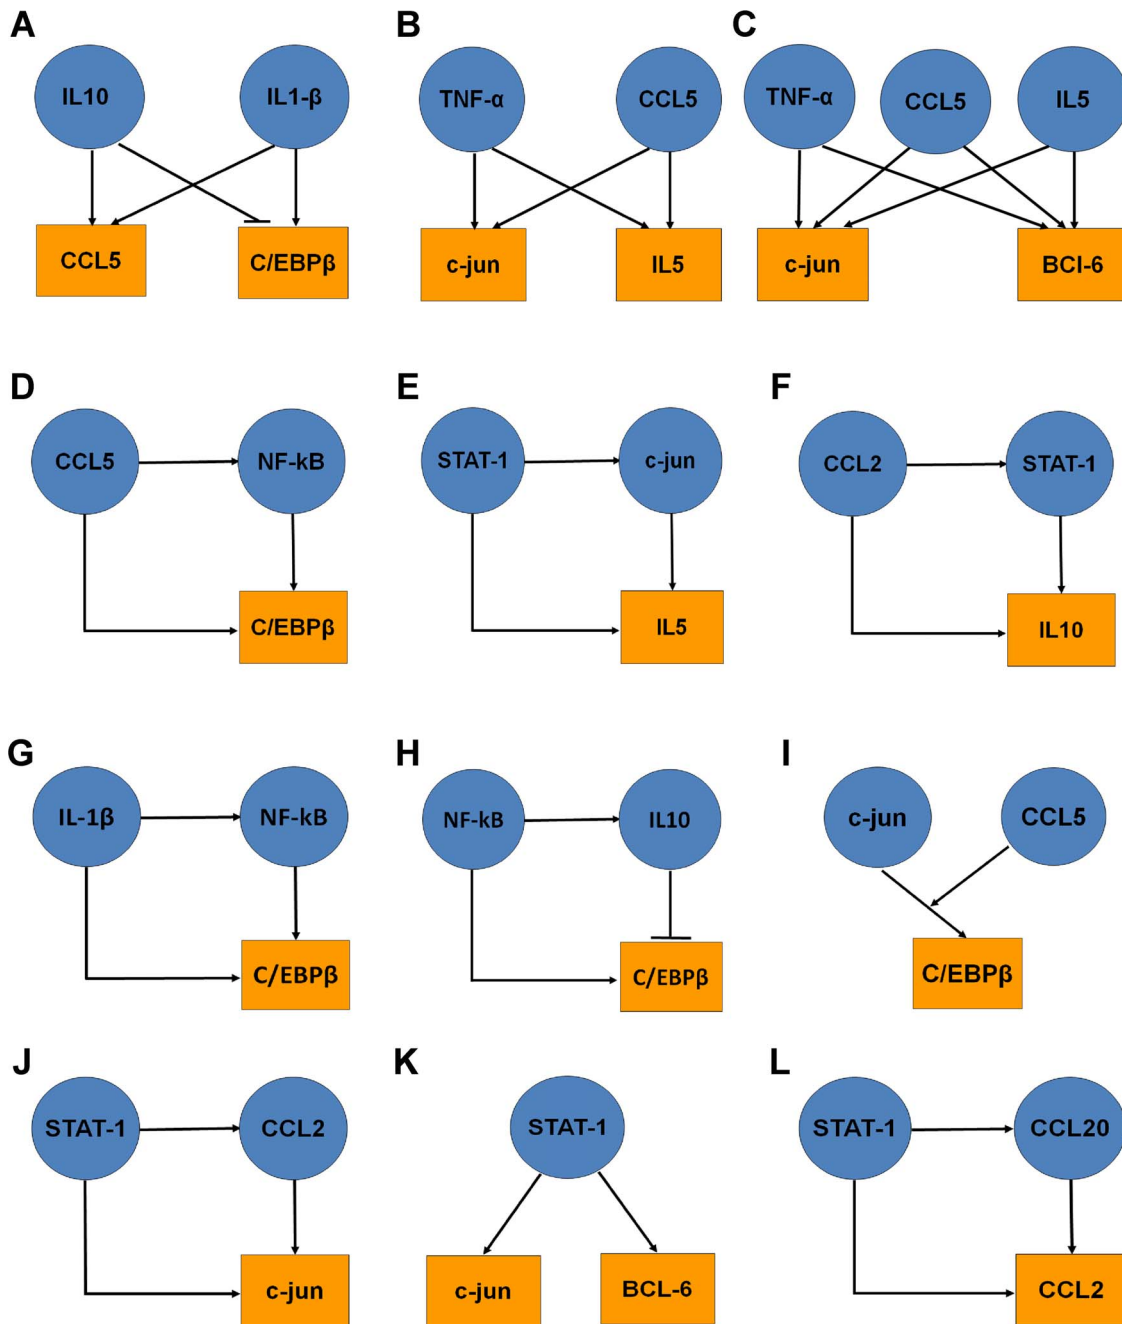 A
B
C
IL10
IL1-β
TNF-α
CCL5
TNF-α
CCL5
IL5
CCL5
C/EBPβ
c-jun
IL5
c-jun
BCI-6
D
E
F
CCL5
NF-kB
STAT-1
c-jun
CCL2
STAT-1
C/EBPβ
IL5
IL10
G
H
I
IL-1β
NF-kB
NF-kB
IL10
c-jun
CCL5
C/EBPβ
C/EBPβ
C/EBPβ
J
K
L
STAT-1
CCL2
STAT-1
STAT-1
CCL20
c-jun
c-jun
BCL-6
CCL2